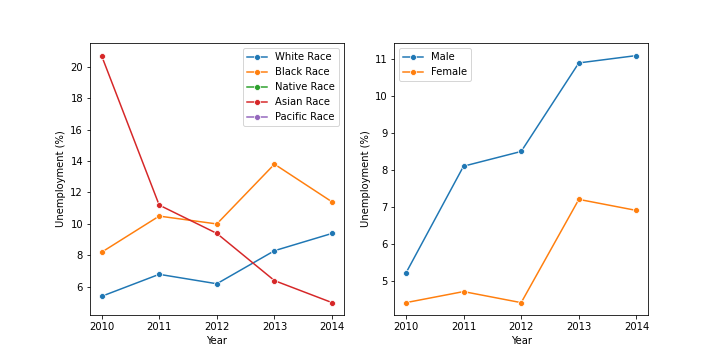 20
18
16
14
12
10
8
6
Unemployment (%)
2010 2011 2012 2013 2014
Year
White Race
Black Race
Native Race
Asian Race
Pacific Race
11
10
9
8
7
6
5
Unemployment (%)
2010 2011 2012 2013 2014
Year
Male
Female